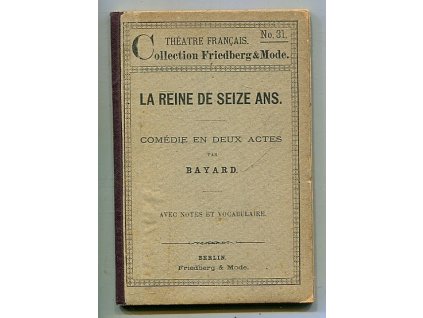 THÉATRE FRANÇAIS.
No. 31.
Collection Friedberg & Mode.
LA REINE DE SEIZE ANS.
COMÉDIE EN DEUX ACTES
PAR
BAYARD.
AVEC NOTES ET VOCABULAIRE.
BERLIN.
Friedberg & Mode.